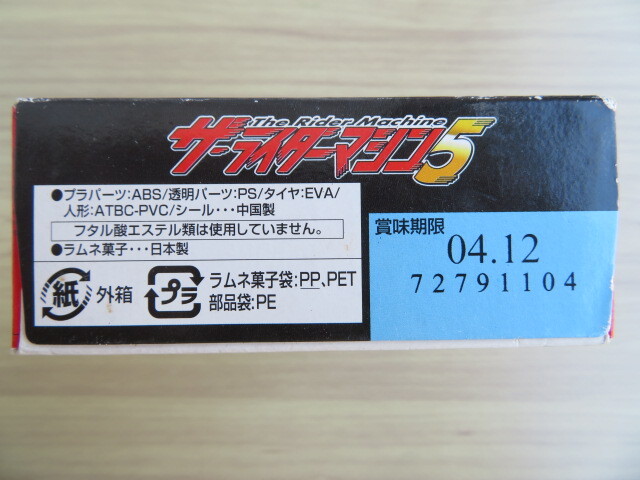 The Rider Machine
ザ・ライダーマシン5
●プラパーツ:ABS/透明パーツ:PS/タイヤ:EVA/
人形:ATBC-PVC/シール･･･中国製
フタル酸エステル類は使用していません。
●ラムネ菓子･･･日本製
紙 外箱
プラ ラムネ菓子袋:PP、PET
部品袋:PE
賞味期限
04.12
72791104